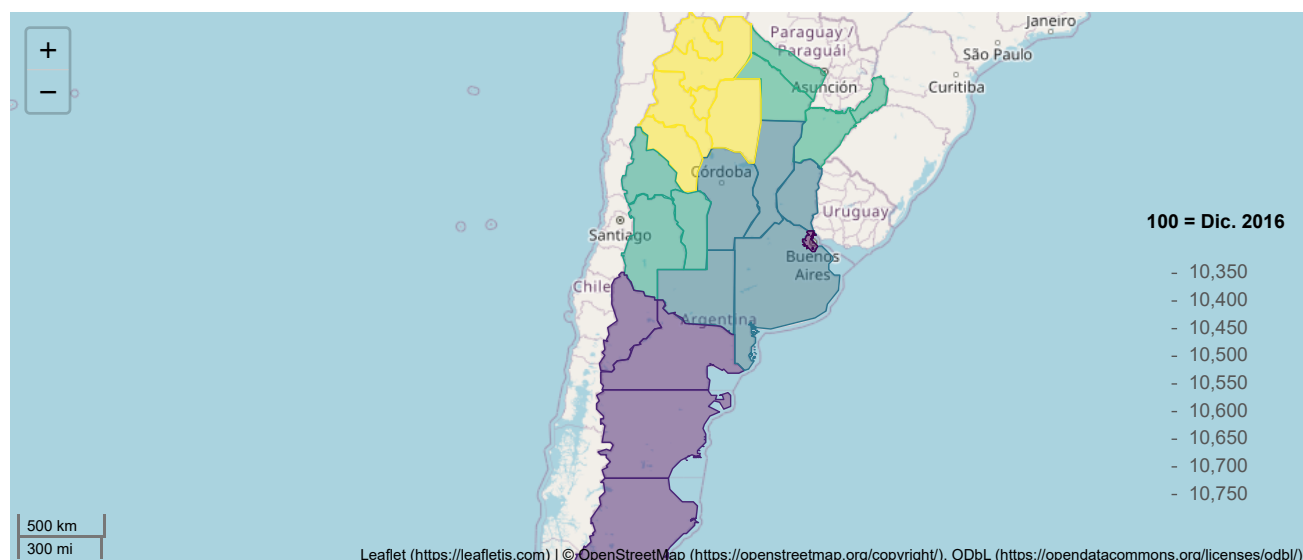 +
−
Janeiro
Paraguay /
Paraguái
São Paulo
Asunción
Curitiba
Córdoba
Uruguay
100 = Dic. 2016
Santiago
Buenos
Aires
- 10,350
Chile
- 10,400
Argentina
- 10,450
- 10,500
- 10,550
- 10,600
- 10,650
- 10,700
- 10,750
500 km
300 mi
Leaflet (https://leafletjs.com) | © OpenStreetMap (https://openstreetmap.org/copyright/), ODbL (https://opendatacommons.org/licenses/odbl/)